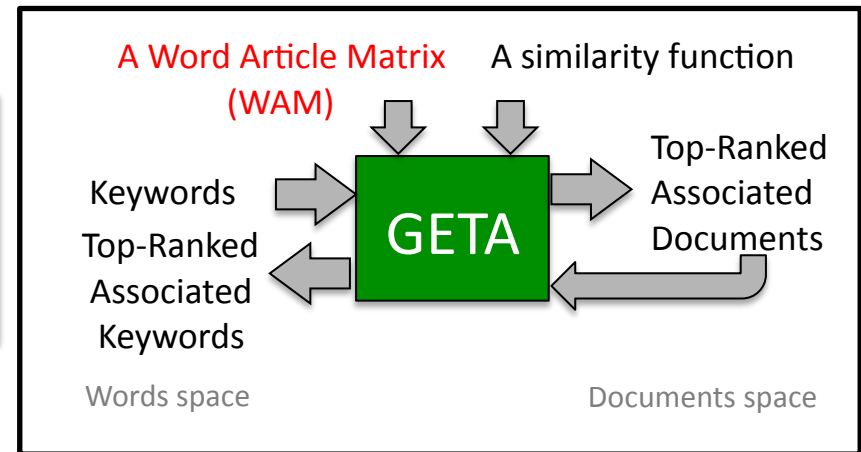 A Word Article Matrix
(WAM)
A similarity function
Keywords
Top-Ranked
Associated
Keywords
GETA
Top-Ranked
Associated
Documents
Words space
Documents space